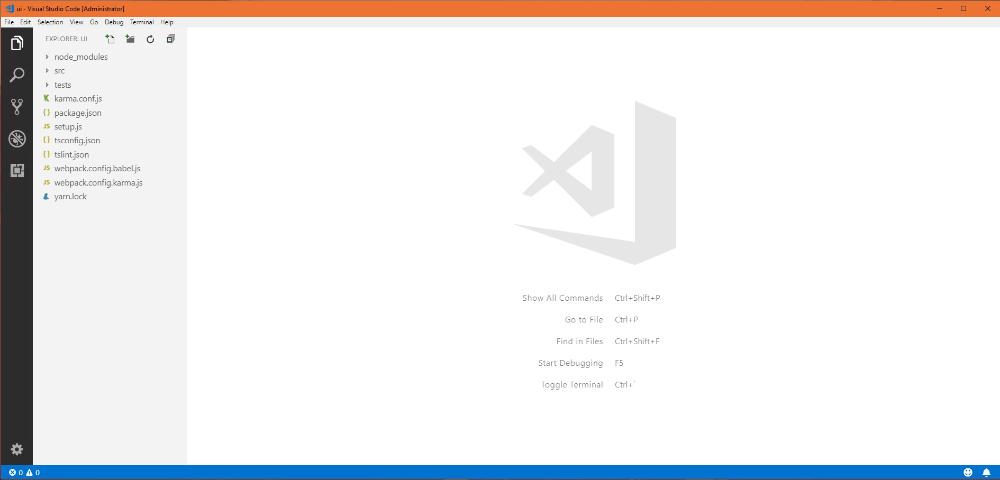 ui - Visual Studio Code [Administrator]
File Edit Selection View Go Debug Terminal Help
EXPLORER: UI
node_modules
src
tests
karma.conf.js
package.json
JS setup.js
tsconfig.json
tslint.json
JS webpack.config.babel.js
JS webpack.config.karma.js
yarn.lock
Show All Commands Ctrl+Shift+P
Go to File Ctrl+P
Find in Files Ctrl+Shift+F
Start Debugging F5
Toggle Terminal Ctrl+`
0 0